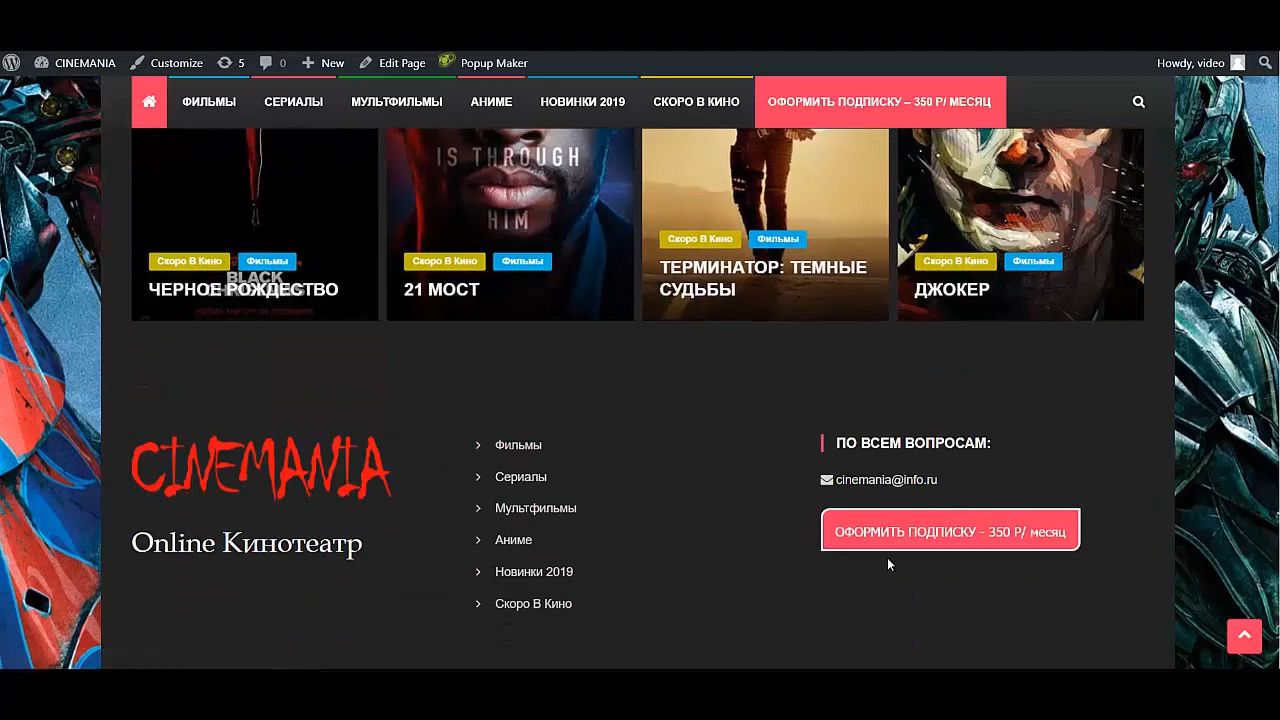 CINEMANIA
Customize
5
0
New
Edit Page
Popup Maker
Howdy, video
ФИЛЬМЫ
СЕРИАЛЫ
МУЛЬТФИЛЬМЫ
АНИМЕ
НОВИНКИ 2019
СКОРО В КИНО
ОФОРМИТЬ ПОДПИСКУ – 350 Р/ МЕСЯЦ
Скоро В Кино
Фильмы
BLACK
ЧЕРНОЕ РОЖДЕСТВО
IS THROUGH
HIM
Скоро В Кино
Фильмы
21 МОСТ
Скоро В Кино
Фильмы
ТЕРМИНАТОР: ТЕМНЫЕ
СУДЬБЫ
Скоро В Кино
Фильмы
ДЖОКЕР
CINEMANIA
Online Кинотеатр
Фильмы
Сериалы
Мультфильмы
Аниме
Новинки 2019
Скоро В Кино
ПО ВСЕМ ВОПРОСАМ:
cinemania@info.ru
ОФОРМИТЬ ПОДПИСКУ - 350 Р/ месяц